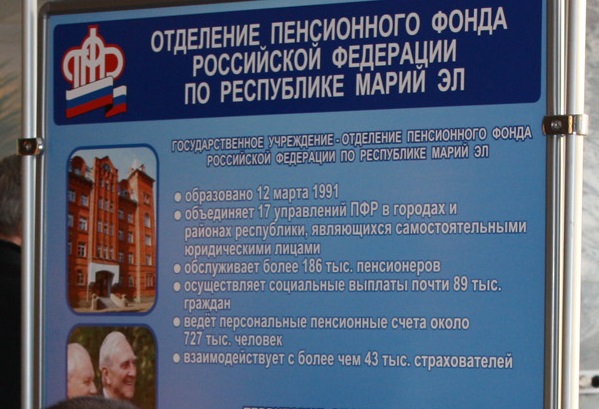 ОТДЕЛЕНИЕ ПЕНСИОННОГО ФОНДА
РОССИЙСКОЙ ФЕДЕРАЦИИ
ПО РЕСПУБЛИКЕ МАРИЙ ЭЛ
ГОСУДАРСТВЕННОЕ УЧРЕЖДЕНИЕ - ОТДЕЛЕНИЕ ПЕНСИОННОГО ФОНДА
РОССИЙСКОЙ ФЕДЕРАЦИИ ПО РЕСПУБЛИКЕ МАРИЙ ЭЛ
● образовано 12 марта 1991
● объединяет 17 управлений ПФР в городах и
районах республики, являющихся самостоятельными
юридическими лицами
● обслуживает более 186 тыс. пенсионеров
● осуществляет социальные выплаты почти 89 тыс.
граждан
● ведёт персональные пенсионные счета около
727 тыс. человек
● взаимодействует с более чем 43 тыс. страхователей